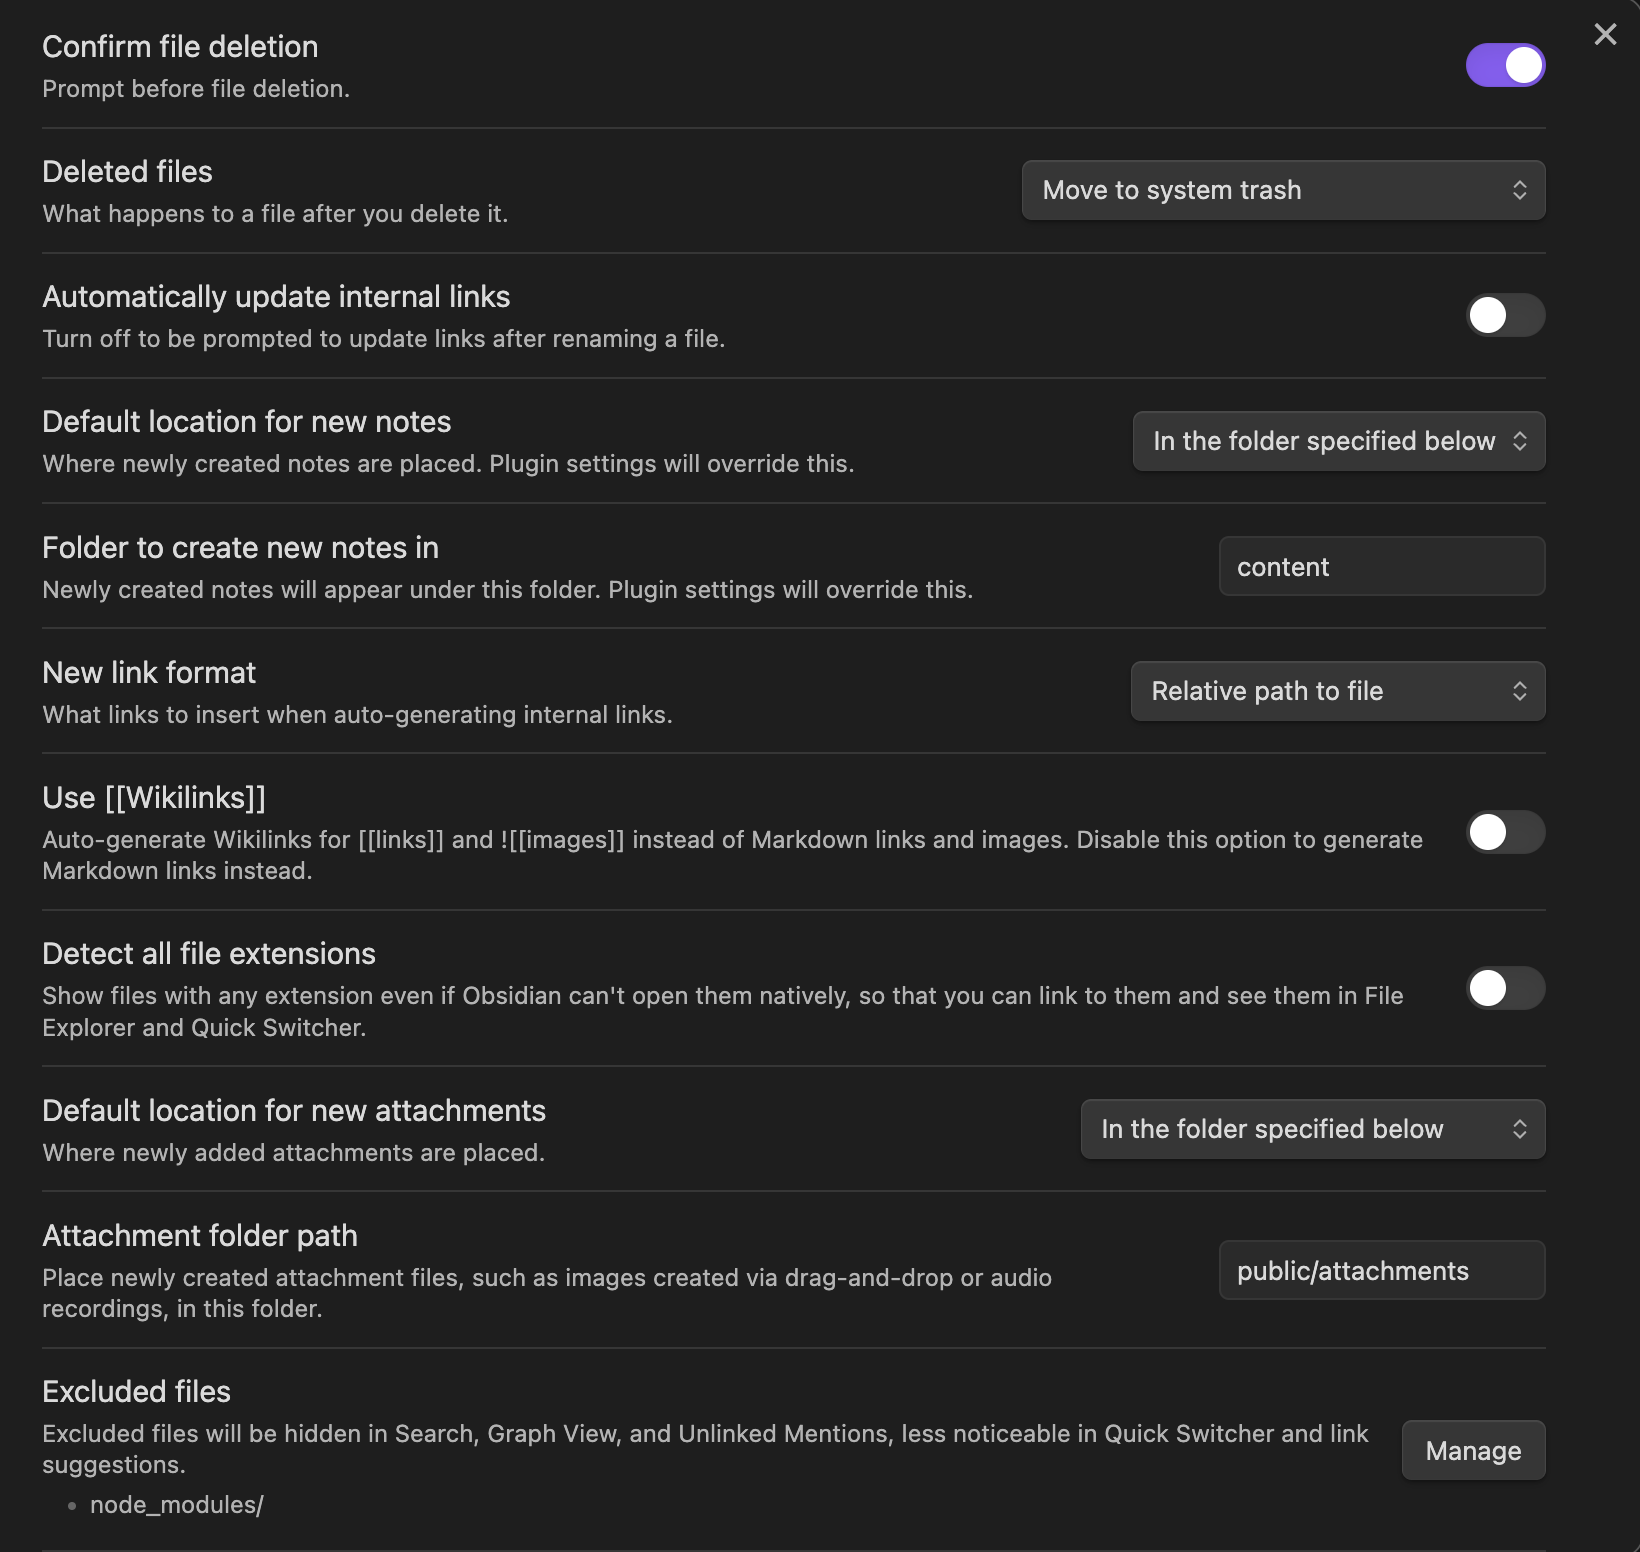 Confirm file deletion
Prompt before file deletion.
Deleted files
What happens to a file after you delete it.
Move to system trash
Automatically update internal links
Turn off to be prompted to update links after renaming a file.
Default location for new notes
Where newly created notes are placed. Plugin settings will override this.
In the folder specified below
Folder to create new notes in
Newly created notes will appear under this folder. Plugin settings will override this.
content
New link format
What links to insert when auto-generating internal links.
Relative path to file
Use [[Wikilinks]]
Auto-generate Wikilinks for [[links]] and ![[images]] instead of Markdown links and images. Disable this option to generate
Markdown links instead.
Detect all file extensions
Show files with any extension even if Obsidian can't open them natively, so that you can link to them and see them in File
Explorer and Quick Switcher.
Default location for new attachments
Where newly added attachments are placed.
In the folder specified below
Attachment folder path
Place newly created attachment files, such as images created via drag-and-drop or audio
recordings, in this folder.
public/attachments
Excluded files
Excluded files will be hidden in Search, Graph View, and Unlinked Mentions, less noticeable in Quick Switcher and link
suggestions.
• node_modules/
Manage